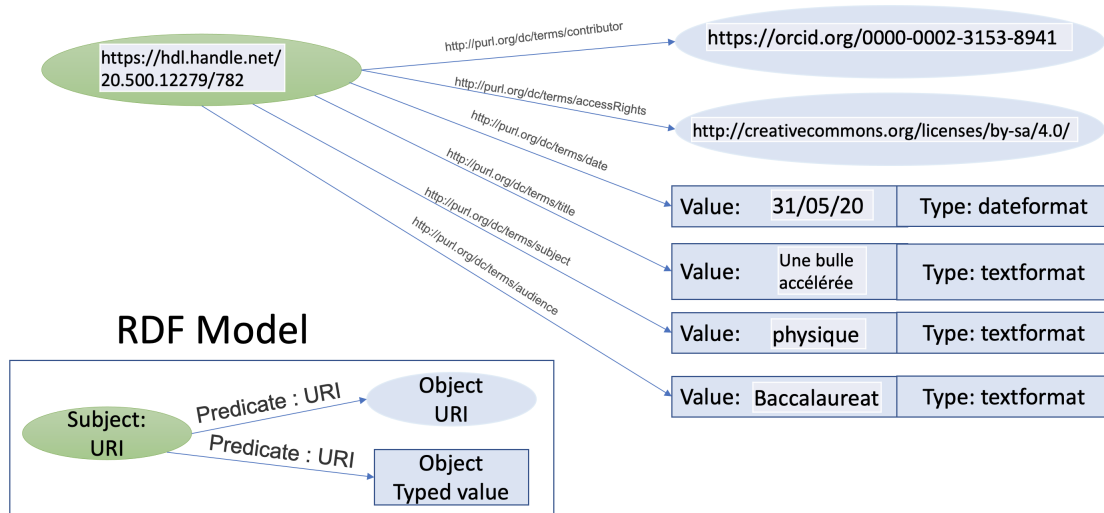 https://hdl.handle.net/
20.500.12279/782
http://purl.org/dc/terms/contributor
https://orcid.org/0000-0002-3153-8941
http://purl.org/dc/terms/accessRights
http://creativecommons.org/licenses/by-sa/4.0/
http://purl.org/dc/terms/date
Value: 31/05/20 Type: dateformat
http://purl.org/dc/terms/title
Value: Une bulle
accélérée Type: textformat
http://purl.org/dc/terms/subject
Value: physique Type: textformat
http://purl.org/dc/terms/audience
Value: Baccalaureat Type: textformat
RDF Model
Subject:
URI
Predicate : URI
Object
URI
Predicate : URI
Object
Typed value